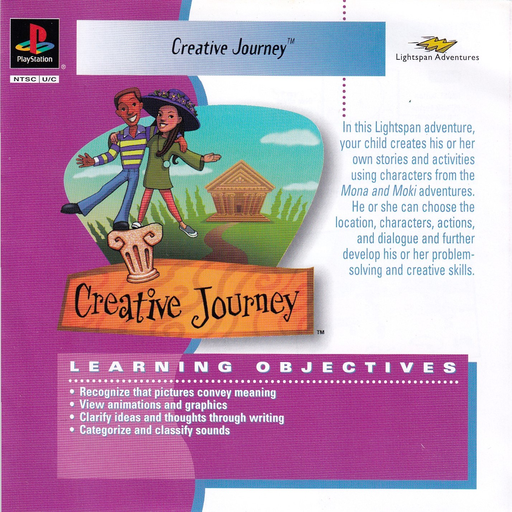 PlayStation
®
NTSC U/C
Creative Journey™
Lightspan Adventures
In this Lightspan adventure,
your child creates his or her
own stories and activities
using characters from the
Mona and Moki adventures.
He or she can choose the
location, characters, actions,
and dialogue and further
develop his or her problem-
solving and creative skills.
Creative Journey
™
LEARNING OBJECTIVES
• Recognize that pictures convey meaning
• View animations and graphics
• Clarify ideas and thoughts through writing
• Categorize and classify sounds